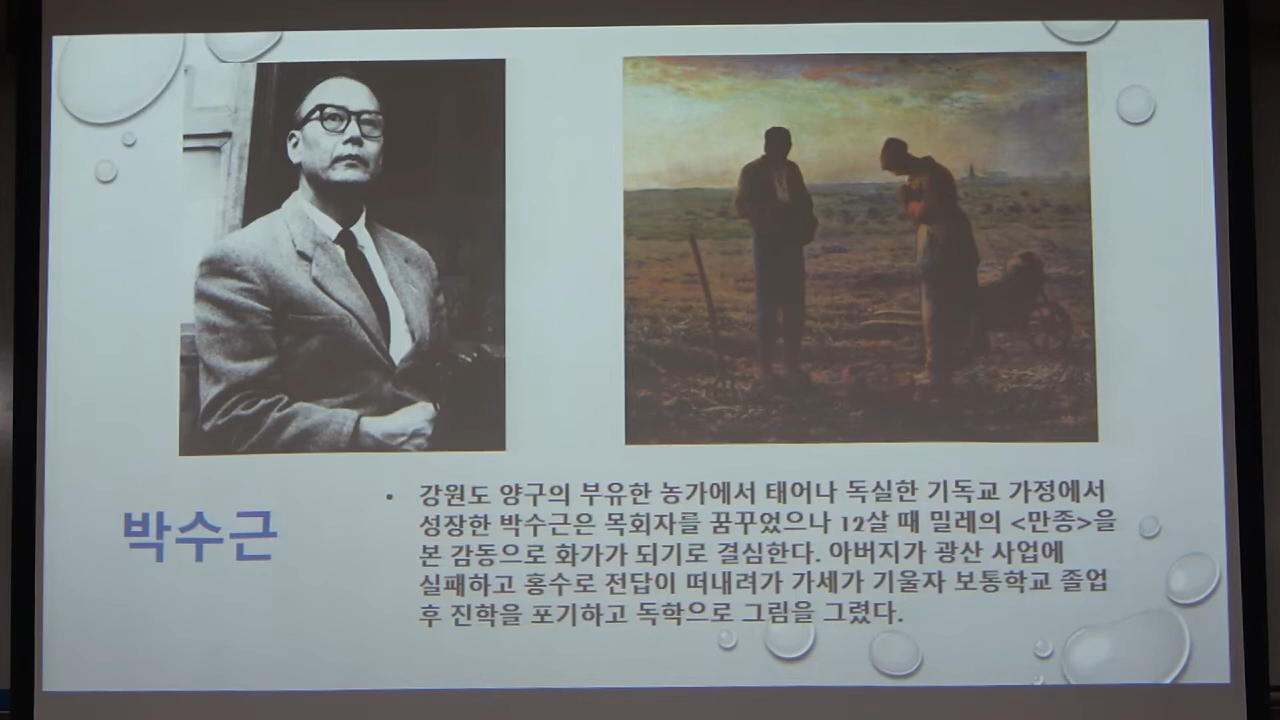 박수근
• 강원도 양구의 부유한 농가에서 태어나 독실한 기독교 가정에서
성장한 박수근은 목회자를 꿈꾸었으나 12살 때 밀레의 <만종>을
본 감동으로 화가가 되기로 결심한다. 아버지가 광산 사업에
실패하고 홍수로 전답이 떠내려가 가세가 기울자 보통학교 졸업
후 진학을 포기하고 독학으로 그림을 그렸다.